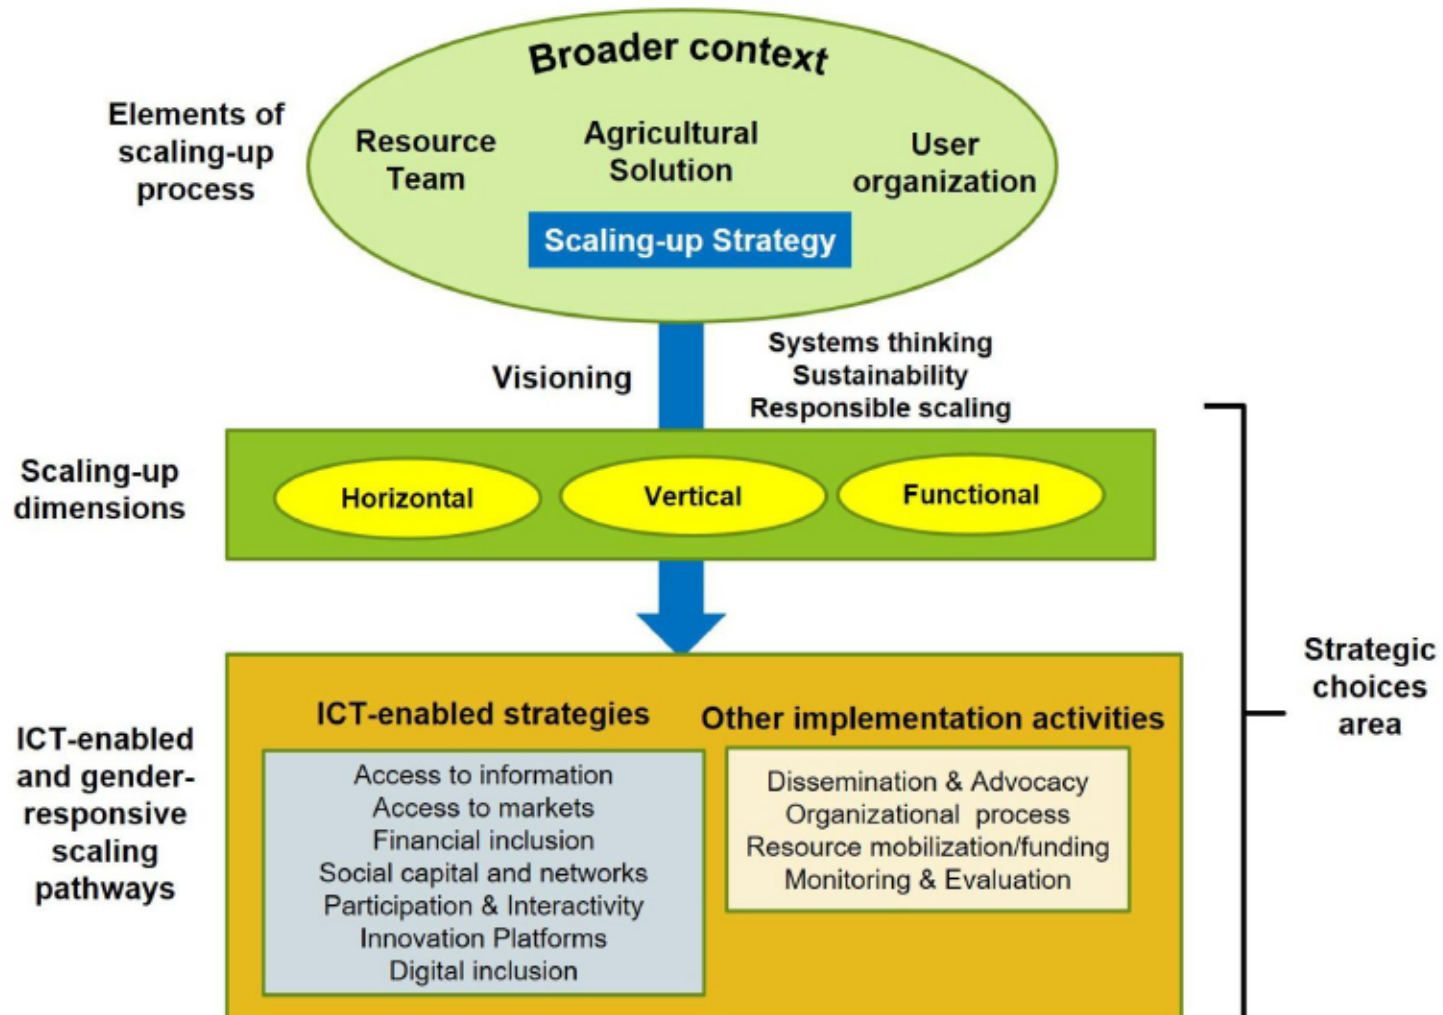 Broader context
Elements of
scaling-up
process
Resource
Team
Agricultural
Solution
User
organization
Scaling-up Strategy
Visioning
Systems thinking
Sustainability
Responsible scaling
Scaling-up
dimensions
Horizontal
Vertical
Functional
Strategic
choices
area
ICT-enabled
and gender-
responsive
scaling
pathways
ICT-enabled strategies
Access to information
Access to markets
Financial inclusion
Social capital and networks
Participation & Interactivity
Innovation Platforms
Digital inclusion
Other implementation activities
Dissemination & Advocacy
Organizational process
Resource mobilization/funding
Monitoring & Evaluation